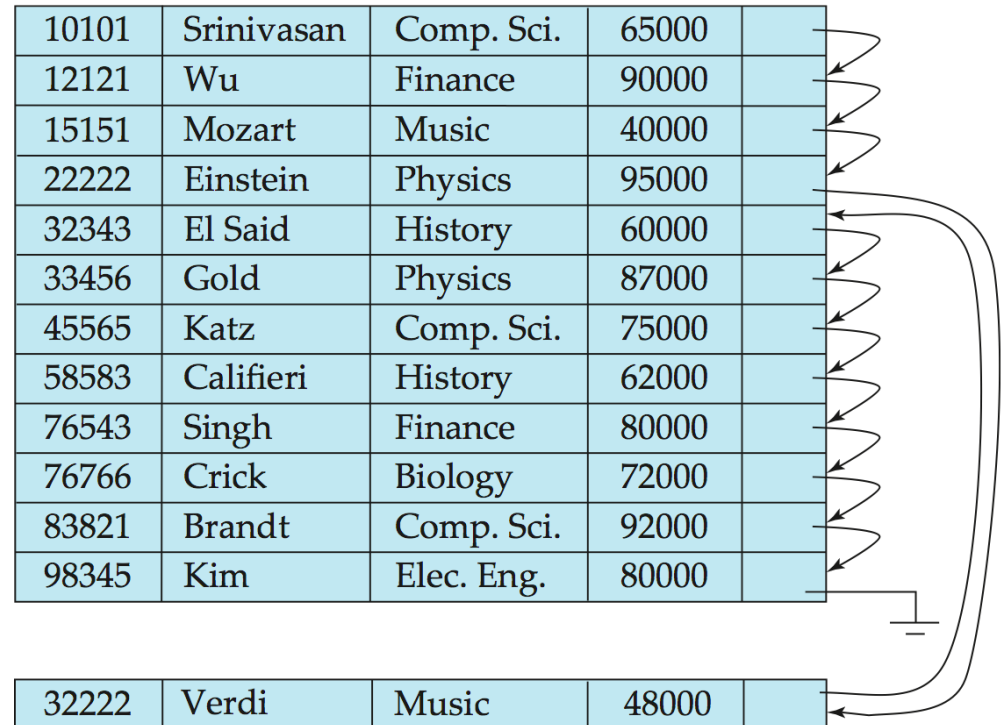 10101 Srinivasan Comp. Sci. 65000
12121 Wu Finance 90000
15151 Mozart Music 40000
22222 Einstein Physics 95000
32343 El Said History 60000
33456 Gold Physics 87000
45565 Katz Comp. Sci. 75000
58583 Califieri History 62000
76543 Singh Finance 80000
76766 Crick Biology 72000
83821 Brandt Comp. Sci. 92000
98345 Kim Elec. Eng. 80000
32222 Verdi Music 48000